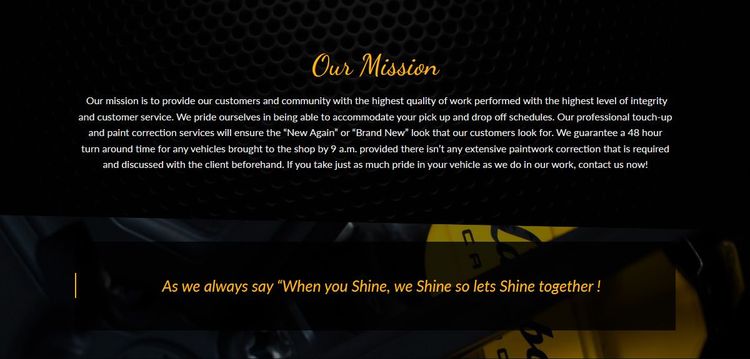 Our Mission
Our mission is to provide our customers and community with the highest quality of work performed with the highest level of integrity
and customer service. We pride ourselves in being able to accommodate your pick up and drop off schedules. Our professional touch-up
and paint correction services will ensure the “New Again” or “Brand New” look that our customers look for. We guarantee a 48 hour
turn around time for any vehicles brought to the shop by 9 a.m. provided there isn’t any extensive paintwork correction that is required
and discussed with the client beforehand. If you take just as much pride in your vehicle as we do in our work, contact us now!
As we always say “When you Shine, we Shine so lets Shine together !